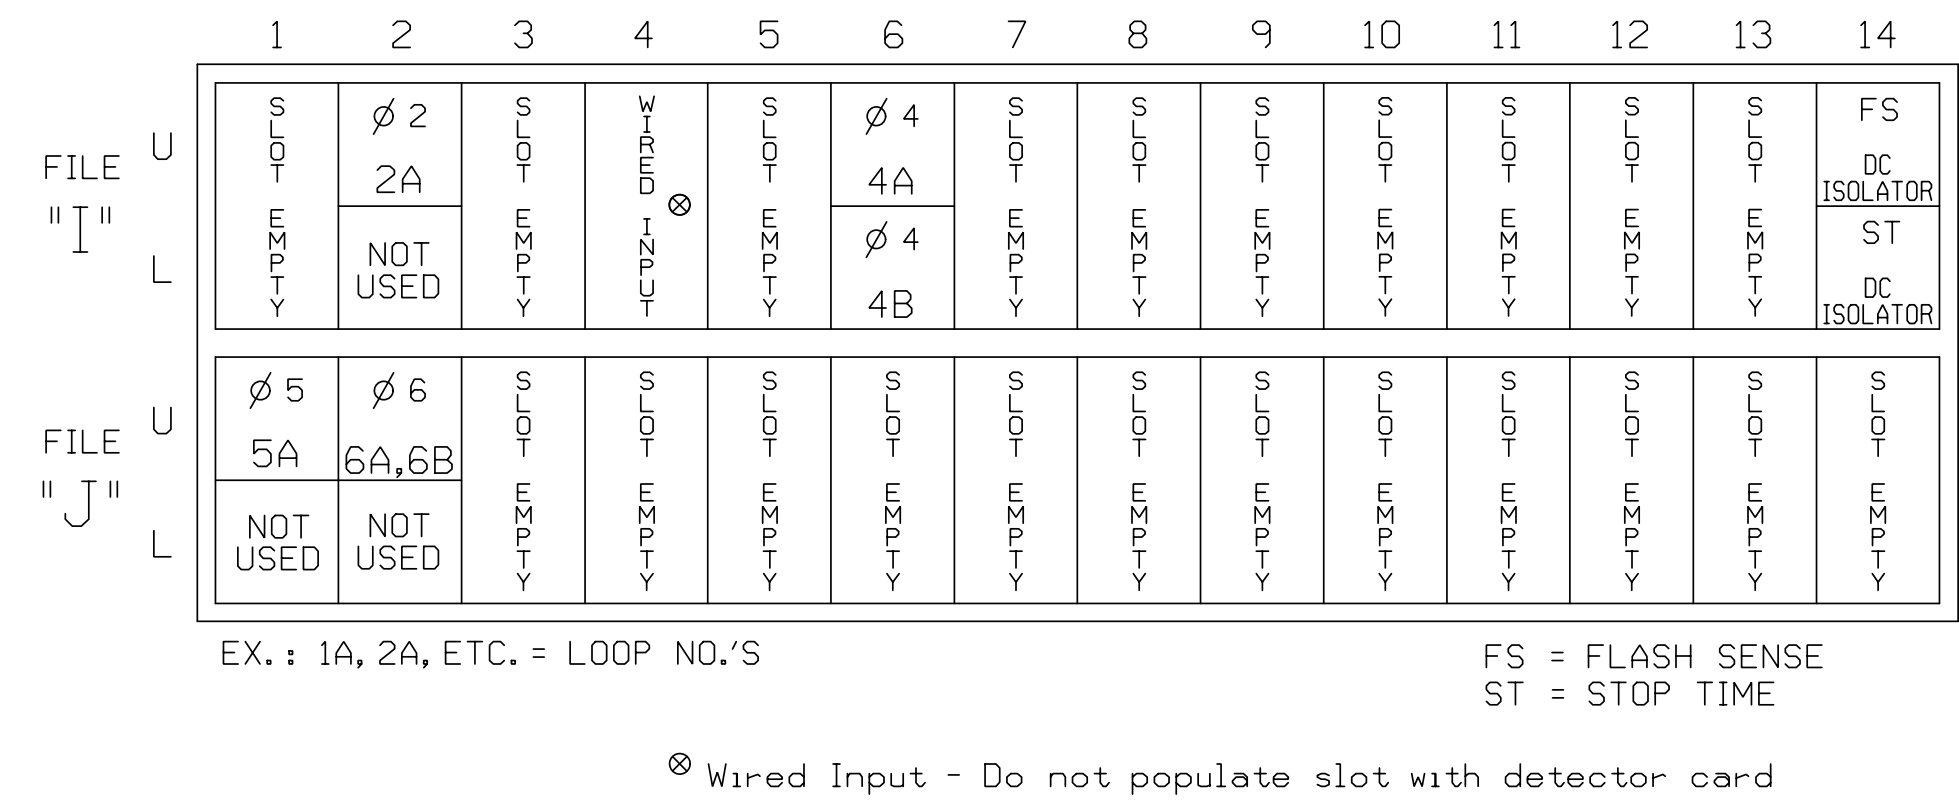 1 2 3 4 5 6 7 8 9 10 11 12 13 14
FILE "I"
U
L
SLOT EMPTY
Ø 2
2A
NOT USED
SLOT EMPTY
WIRED INPUT ⊗
SLOT EMPTY
Ø 4
4A
Ø 4
4B
SLOT EMPTY
SLOT EMPTY
SLOT EMPTY
SLOT EMPTY
SLOT EMPTY
SLOT EMPTY
SLOT EMPTY
FS
DC
ISOLATOR
ST
DC
ISOLATOR
FILE "J"
U
L
Ø 5
5A
NOT USED
Ø 6
6A,6B
NOT USED
SLOT EMPTY
SLOT EMPTY
SLOT EMPTY
SLOT EMPTY
SLOT EMPTY
SLOT EMPTY
SLOT EMPTY
SLOT EMPTY
SLOT EMPTY
SLOT EMPTY
SLOT EMPTY
SLOT EMPTY
EX.: 1A, 2A, ETC. = LOOP NO.'S
FS = FLASH SENSE
ST = STOP TIME
⊗ Wired Input - Do not populate slot with detector card